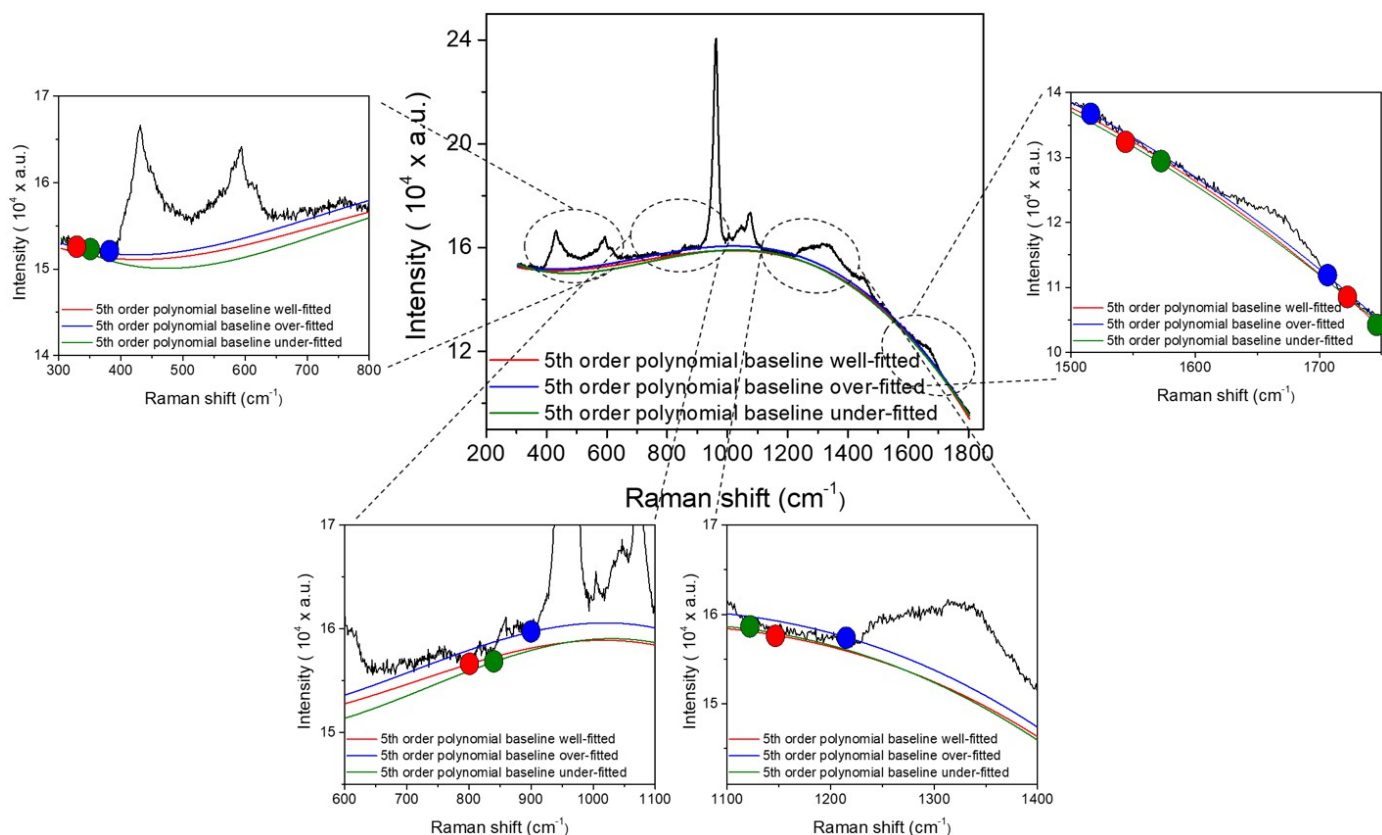 24
20
16
12
Intensity ( 10⁴ x a.u.)
5th order polynomial baseline well-fitted
5th order polynomial baseline over-fitted
5th order polynomial baseline under-fitted
200 400 600 800 1000 1200 1400 1600 1800
Raman shift (cm⁻¹)
17
16
15
14
Intensity ( 10⁴ x a.u.)
5th order polynomial baseline well-fitted
5th order polynomial baseline over-fitted
5th order polynomial baseline under-fitted
300 400 500 600 700 800
Raman shift (cm⁻¹)
14
13
12
11
10
Intensity ( 10⁴ x a.u.)
5th order polynomial baseline well-fitted
5th order polynomial baseline over-fitted
5th order polynomial baseline under-fitted
1500 1600 1700
Raman shift (cm⁻¹)
17
16
15
Intensity ( 10⁴ x a.u.)
5th order polynomial baseline well-fitted
5th order polynomial baseline over-fitted
5th order polynomial baseline under-fitted
600 700 800 900 1000 1100
Raman shift (cm⁻¹)
17
16
15
Intensity ( 10⁴ x a.u.)
5th order polynomial baseline well-fitted
5th order polynomial baseline over-fitted
5th order polynomial baseline under-fitted
1100 1200 1300 1400
Raman shift (cm⁻¹)